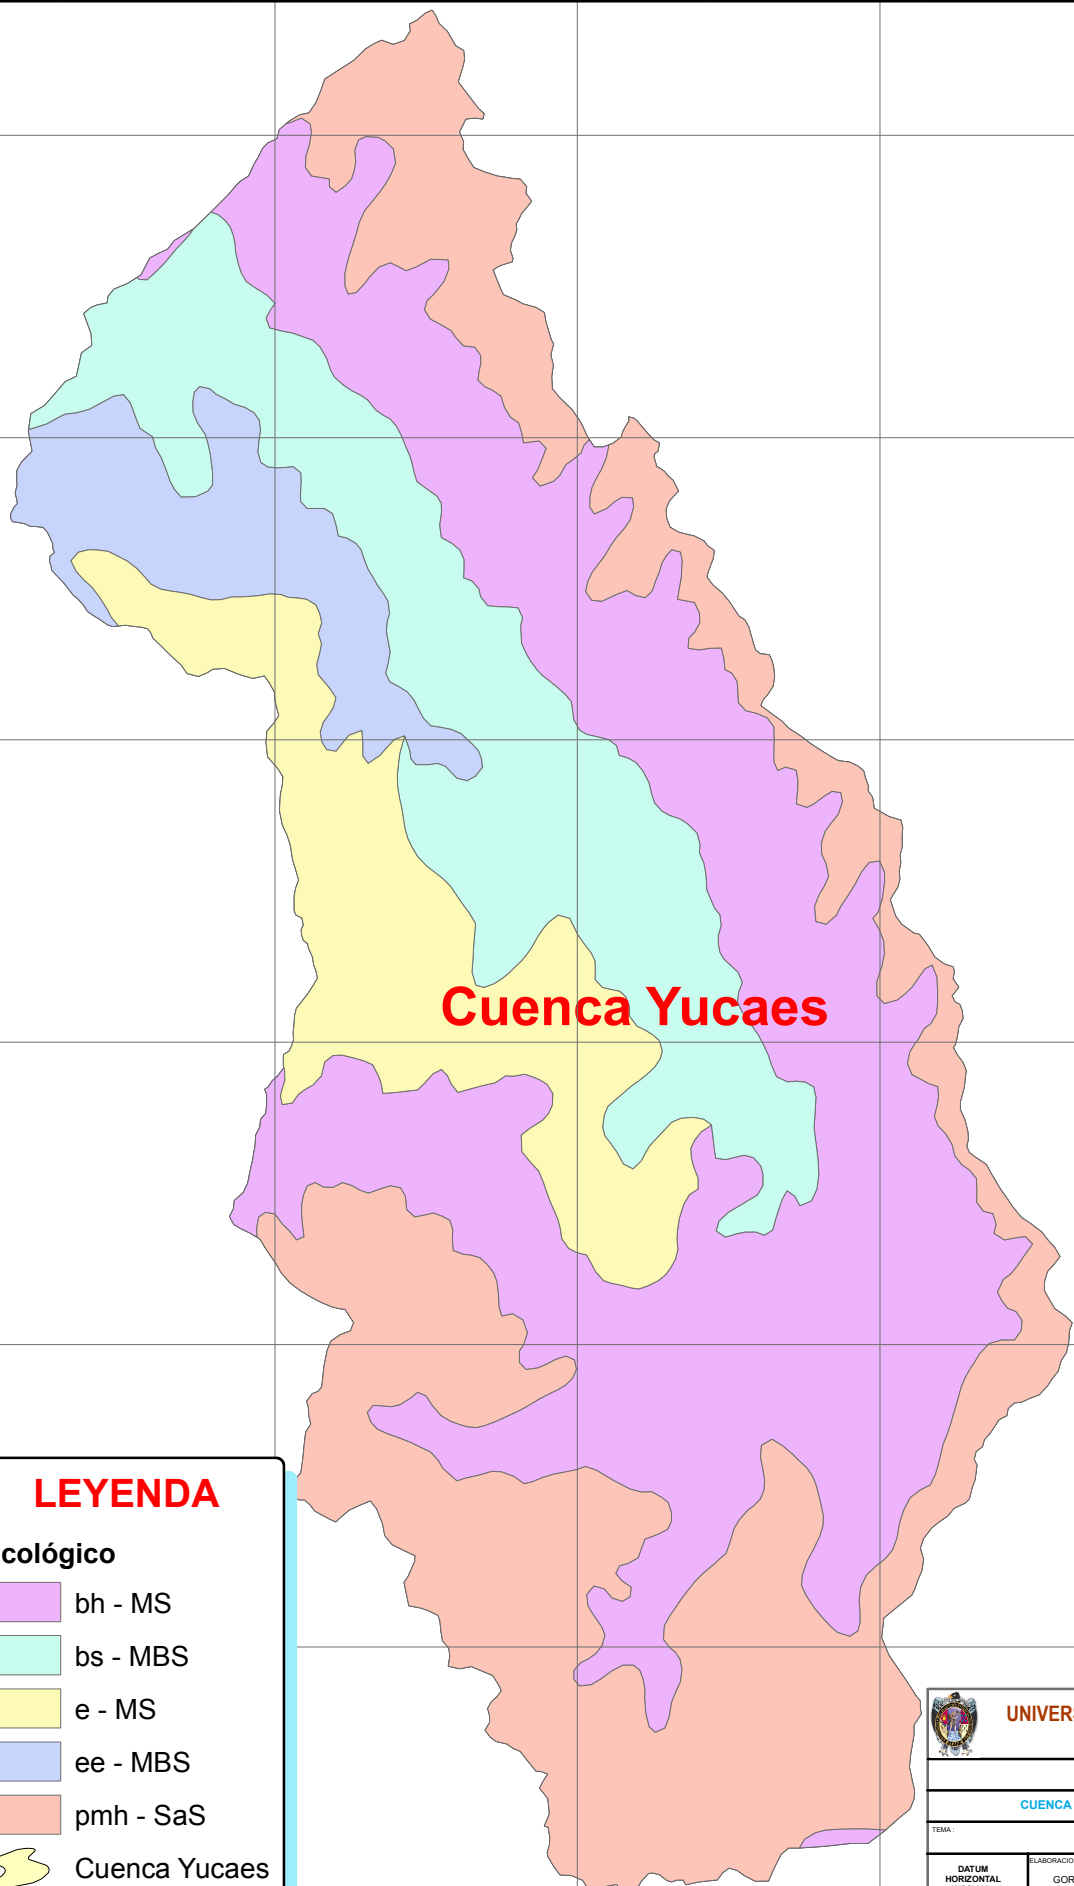 Cuenca Yucaes
LEYENDA
cológico
bh - MS
bs - MBS
e - MS
ee - MBS
pmh - SaS
Cuenca Yucaes
UNIVERS
CUENCA
TEMA :
ELABORACIO
DATUM
HORIZONTAL
GOR